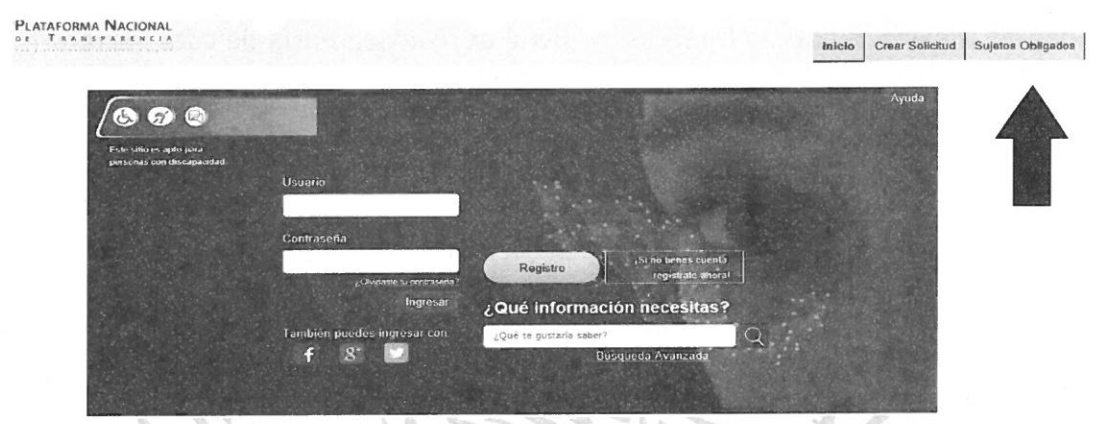 PLATAFORMA NACIONAL
DE TRANSPARENCIA
Inicio Crear Solicitud Sujetos Obligados
Ayuda
Este sitio es apto para
personas con discapacidad
Usuario
Contraseña
¿Olvidaste tu contraseña?
Ingresar
También puedes ingresar con
f g+
Registro
¡Si no tienes cuenta
regístrate ahora!
¿Qué información necesitas?
¿Qué te gustaría saber?
Búsqueda Avanzada